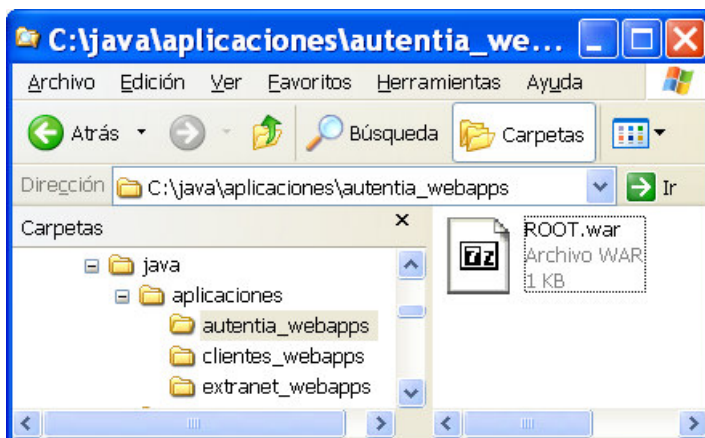 C:\java\aplicaciones\autentia_we...
Archivo Edición Ver Favoritos Herramientas Ayuda
Atrás Búsqueda Carpetas
Dirección C:\java\aplicaciones\autentia_webapps Ir
Carpetas
java
aplicaciones
autentia_webapps
clientes_webapps
extranet_webapps
7z
ROOT.war
Archivo WAR
1 KB